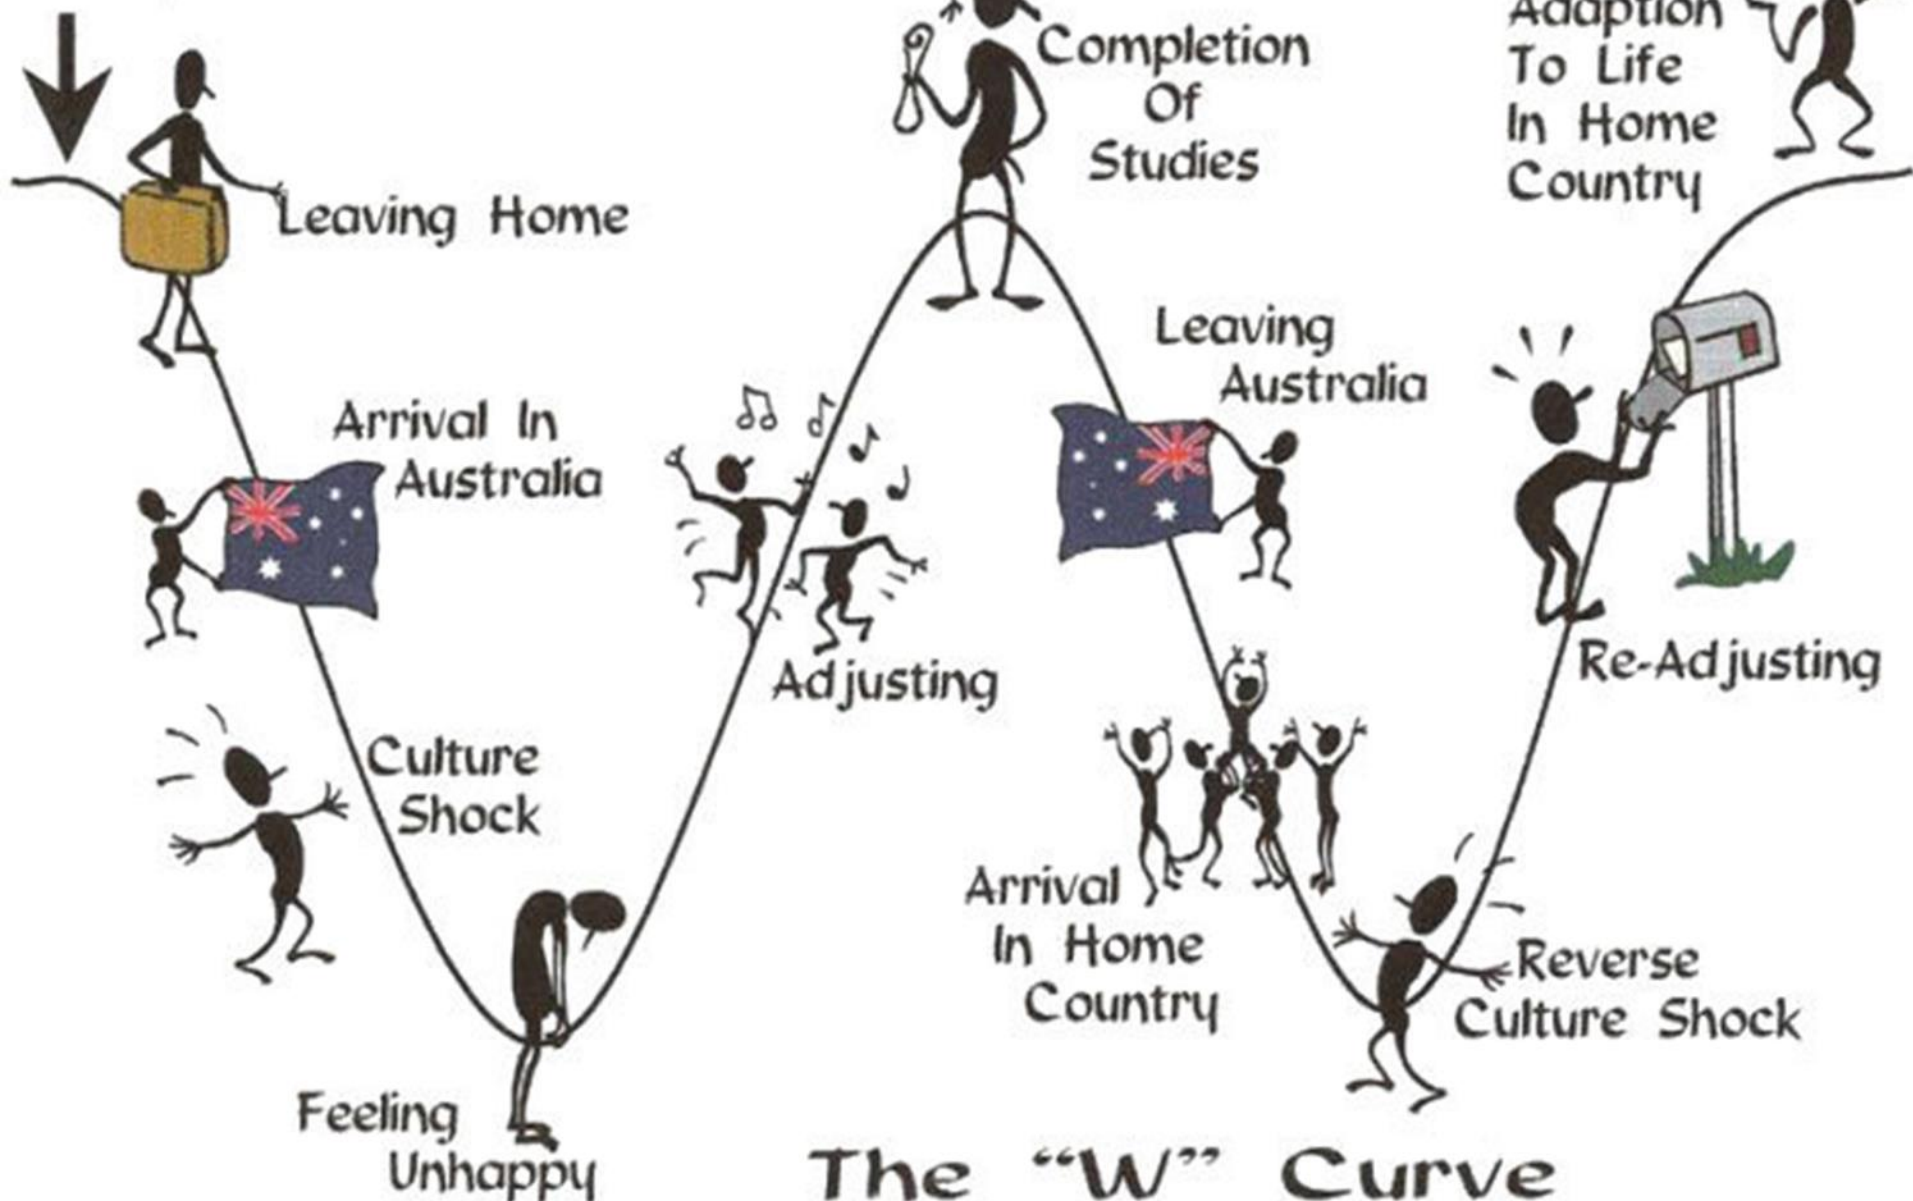 Leaving Home
Arrival In
Australia
Culture
Shock
Feeling
Unhappy
Adjusting
Completion
Of
Studies
Leaving
Australia
Arrival
In Home
Country
Reverse
Culture Shock
Re-Adjusting
Adaption
To Life
In Home
Country
The “W” Curve